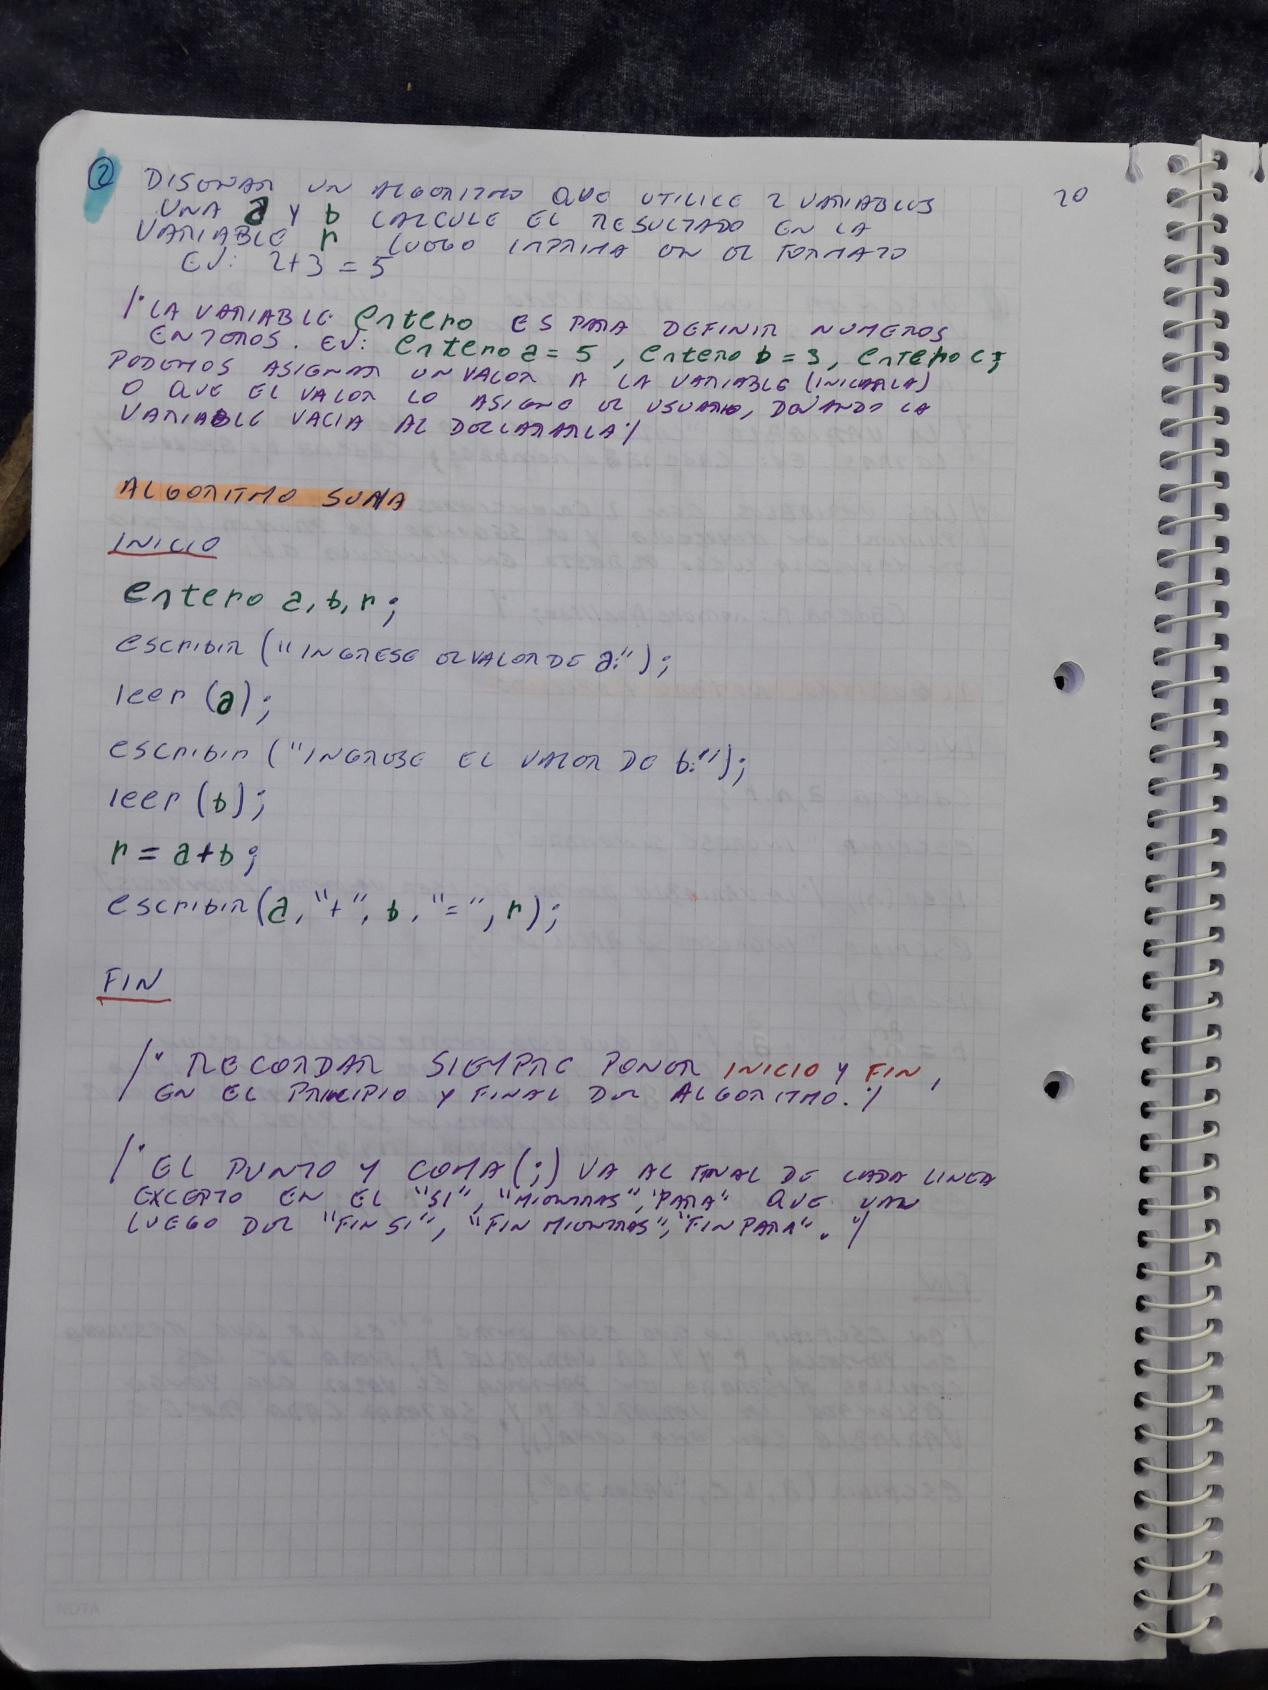 ② DISEÑAR UN ALGORITMO QUE UTILICE 2 VARIABLES
20
UNA a Y b CALCULE EL RESULTADO EN LA
VARIABLE r LUEGO IMPRIMA EN EL FORMATO
EJ: 2+3=5
/* LA VARIABLE entero ES PARA DEFINIR NUMEROS
ENTEROS. EJ: entero a=5, entero b=3, entero c;
PODEMOS ASIGNAR UN VALOR A LA VARIABLE (INICIARLA)
O QUE EL VALOR LO ASIGNE EL USUARIO, DEJANDO LA
VARIABLE VACIA AL DECLARARLA */
ALGORITMO SUMA
INICIO
entero a, b, r;
escribir ("INGRESE EL VALOR DE a:");
leer (a);
escribir ("INGRESE EL VALOR DE b:");
leer (b);
r = a+b;
escribir (a, "+", b, "=", r);
FIN
/* RECORDAR SIEMPRE PONER INICIO Y FIN,
EN EL PRINCIPIO Y FINAL DEL ALGORITMO. */
/* EL PUNTO Y COMA (;) VA AL FINAL DE CADA LINEA
EXCEPTO EN EL "SI", "MIENTRAS", "PARA" QUE VAN
LUEGO DEL "FIN SI", "FIN MIENTRAS", "FIN PARA". */
NOTA